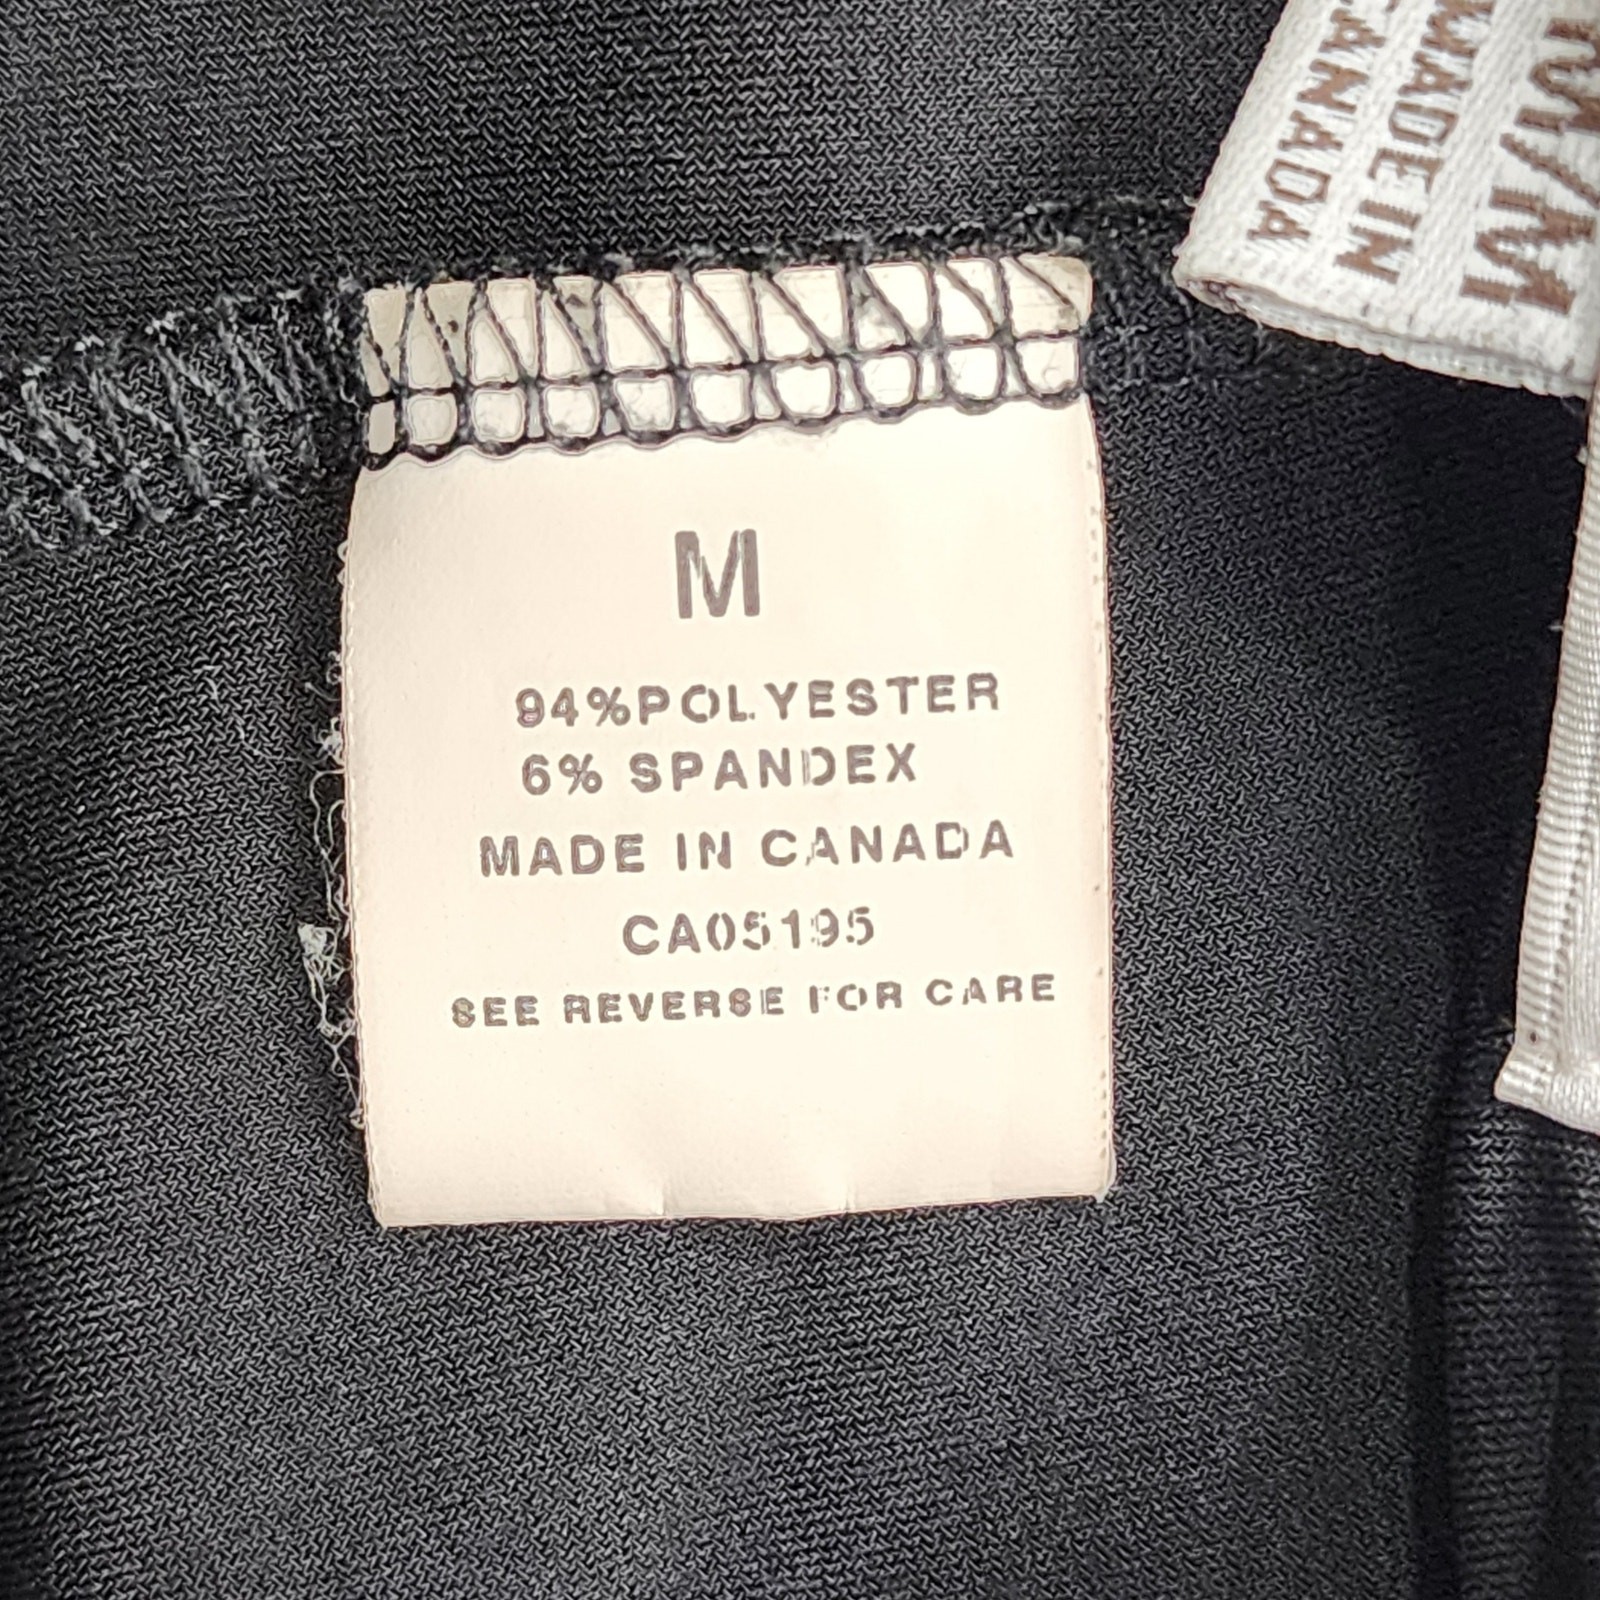 M
94%POLYESTER
6% SPANDEX
MADE IN CANADA
CA05195
SEE REVERSE FOR CARE
M/M
MADE IN
CANADA